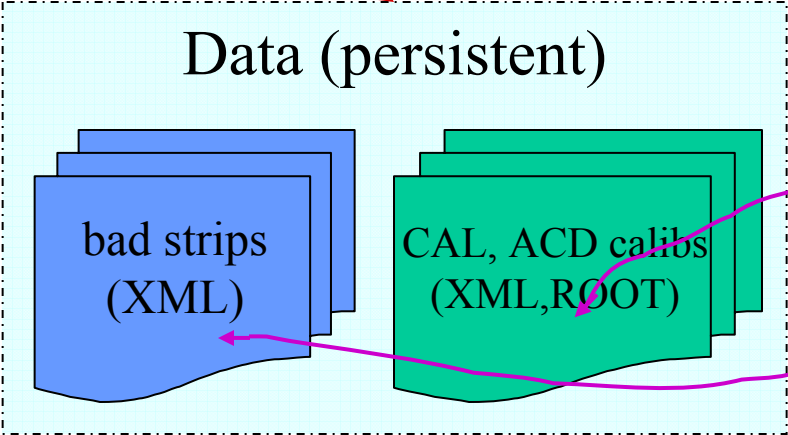 Data (persistent)
bad strips
(XML)
CAL, ACD calibs
(XML,ROOT)